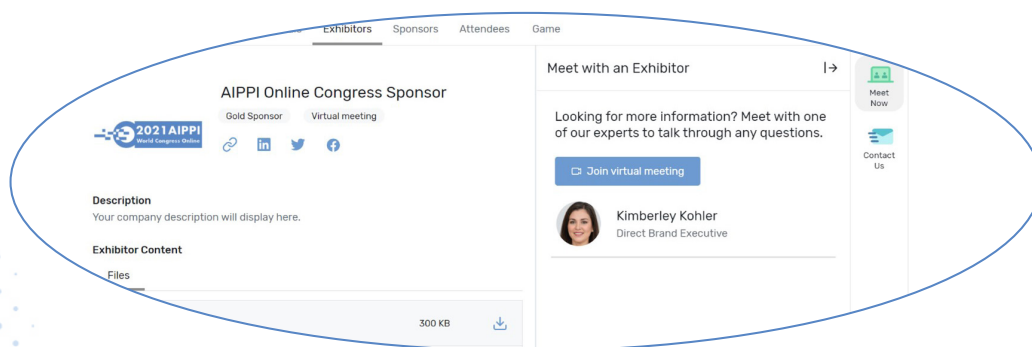 Exhibitors Sponsors Attendees Game
AIPPI Online Congress Sponsor
Gold Sponsor Virtual meeting
2021AIPPI
World Congress Online
Description
Your company description will display here.
Exhibitor Content
Files
300 KB
Meet with an Exhibitor
Looking for more information? Meet with one
of our experts to talk through any questions.
Join virtual meeting
Kimberley Kohler
Direct Brand Executive
Meet
Now
Contact
Us